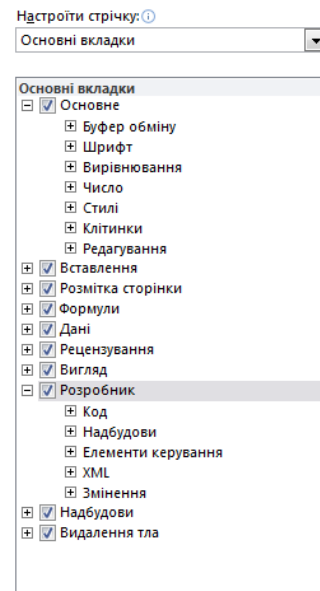 Настроїти стрічку:
Основні вкладки
Основні вкладки
Основне
Буфер обміну
Шрифт
Вирівнювання
Число
Стилі
Клітинки
Редагування
Вставлення
Розмітка сторінки
Формули
Дані
Рецензування
Вигляд
Розробник
Код
Надбудови
Елементи керування
XML
Змінення
Надбудови
Видалення тла